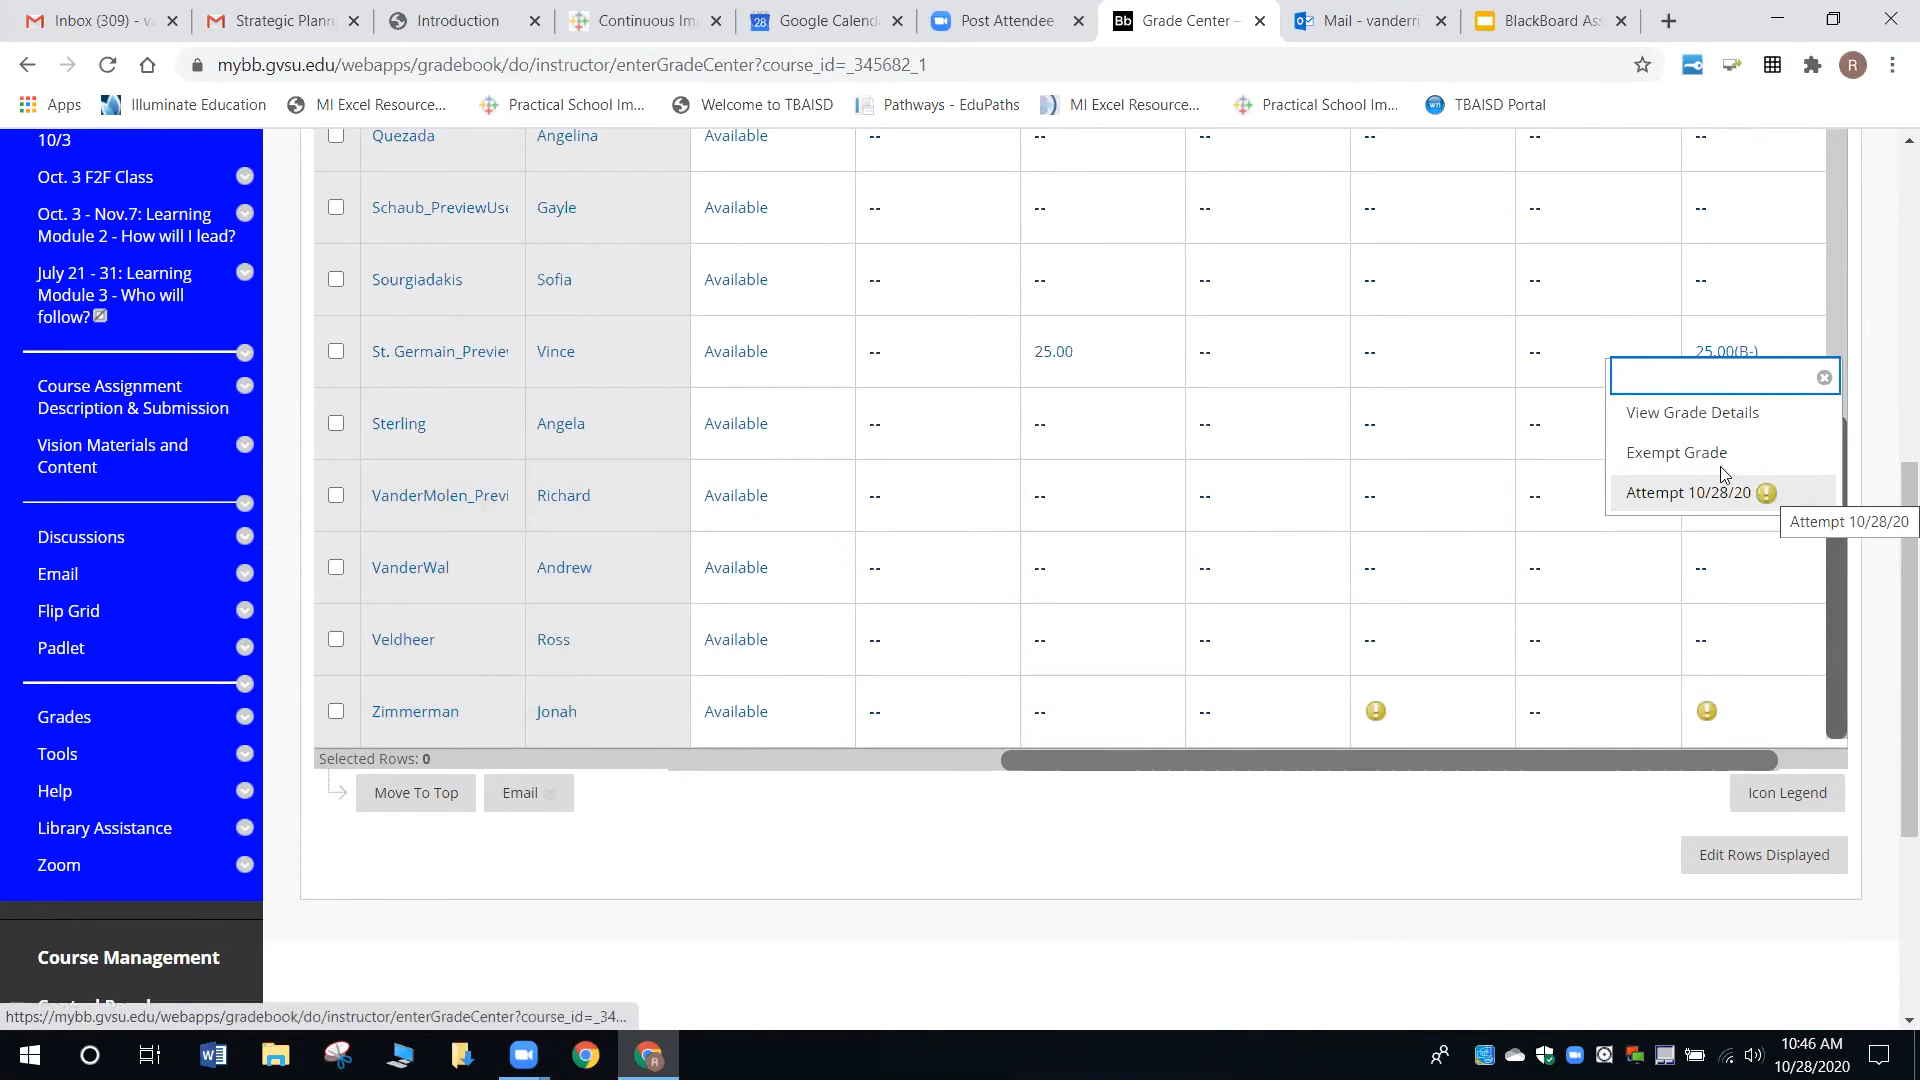 Inbox (309) - va
Strategic Plann
Introduction
Continuous Im
Google Calend
Post Attendee
Grade Center –
Mail - vanderri
BlackBoard Ass
mybb.gvsu.edu/webapps/gradebook/do/instructor/enterGradeCenter?course_id=_345682_1
R
Apps
Illuminate Education
MI Excel Resource...
Practical School Im...
Welcome to TBAISD
Pathways - EduPaths
MI Excel Resource...
Practical School Im...
TBAISD Portal
10/3
Oct. 3 F2F Class
Oct. 3 - Nov.7: Learning
Module 2 - How will I lead?
July 21 - 31: Learning
Module 3 - Who will
follow?
Course Assignment
Description & Submission
Vision Materials and
Content
Discussions
Email
Flip Grid
Padlet
Grades
Tools
Help
Library Assistance
Zoom
Course Management
Quezada Angelina Available -- -- -- -- -- --
Schaub_PreviewUse Gayle Available -- -- -- -- -- --
Sourgiadakis Sofia Available -- -- -- -- -- --
St. Germain_Previe Vince Available -- 25.00 -- -- -- 25.00(B-)
Sterling Angela Available -- -- -- -- --
VanderMolen_Previ Richard Available -- -- -- -- --
VanderWal Andrew Available -- -- -- -- -- --
Veldheer Ross Available -- -- -- -- -- --
Zimmerman Jonah Available -- -- -- ! -- !
View Grade Details
Exempt Grade
Attempt 10/28/20 !
Attempt 10/28/20
Selected Rows: 0
Move To Top
Email
Icon Legend
Edit Rows Displayed
https://mybb.gvsu.edu/webapps/gradebook/do/instructor/enterGradeCenter?course_id=_34...
10:46 AM
10/28/2020